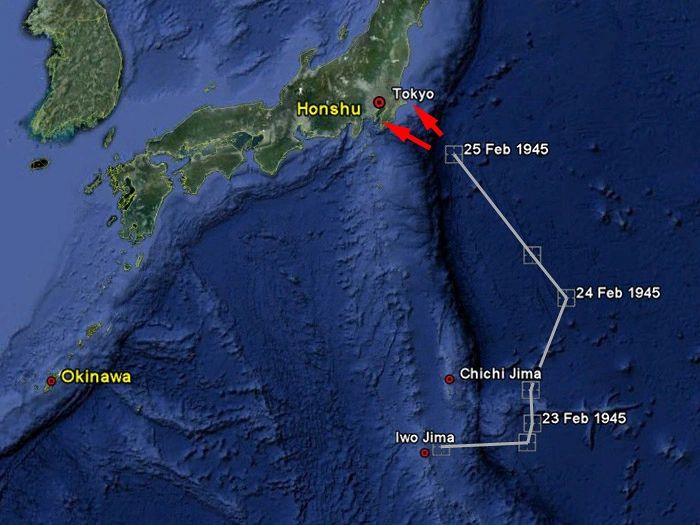 Tokyo
Honshu
25 Feb 1945
24 Feb 1945
Okinawa
Chichi Jima
23 Feb 1945
Iwo Jima